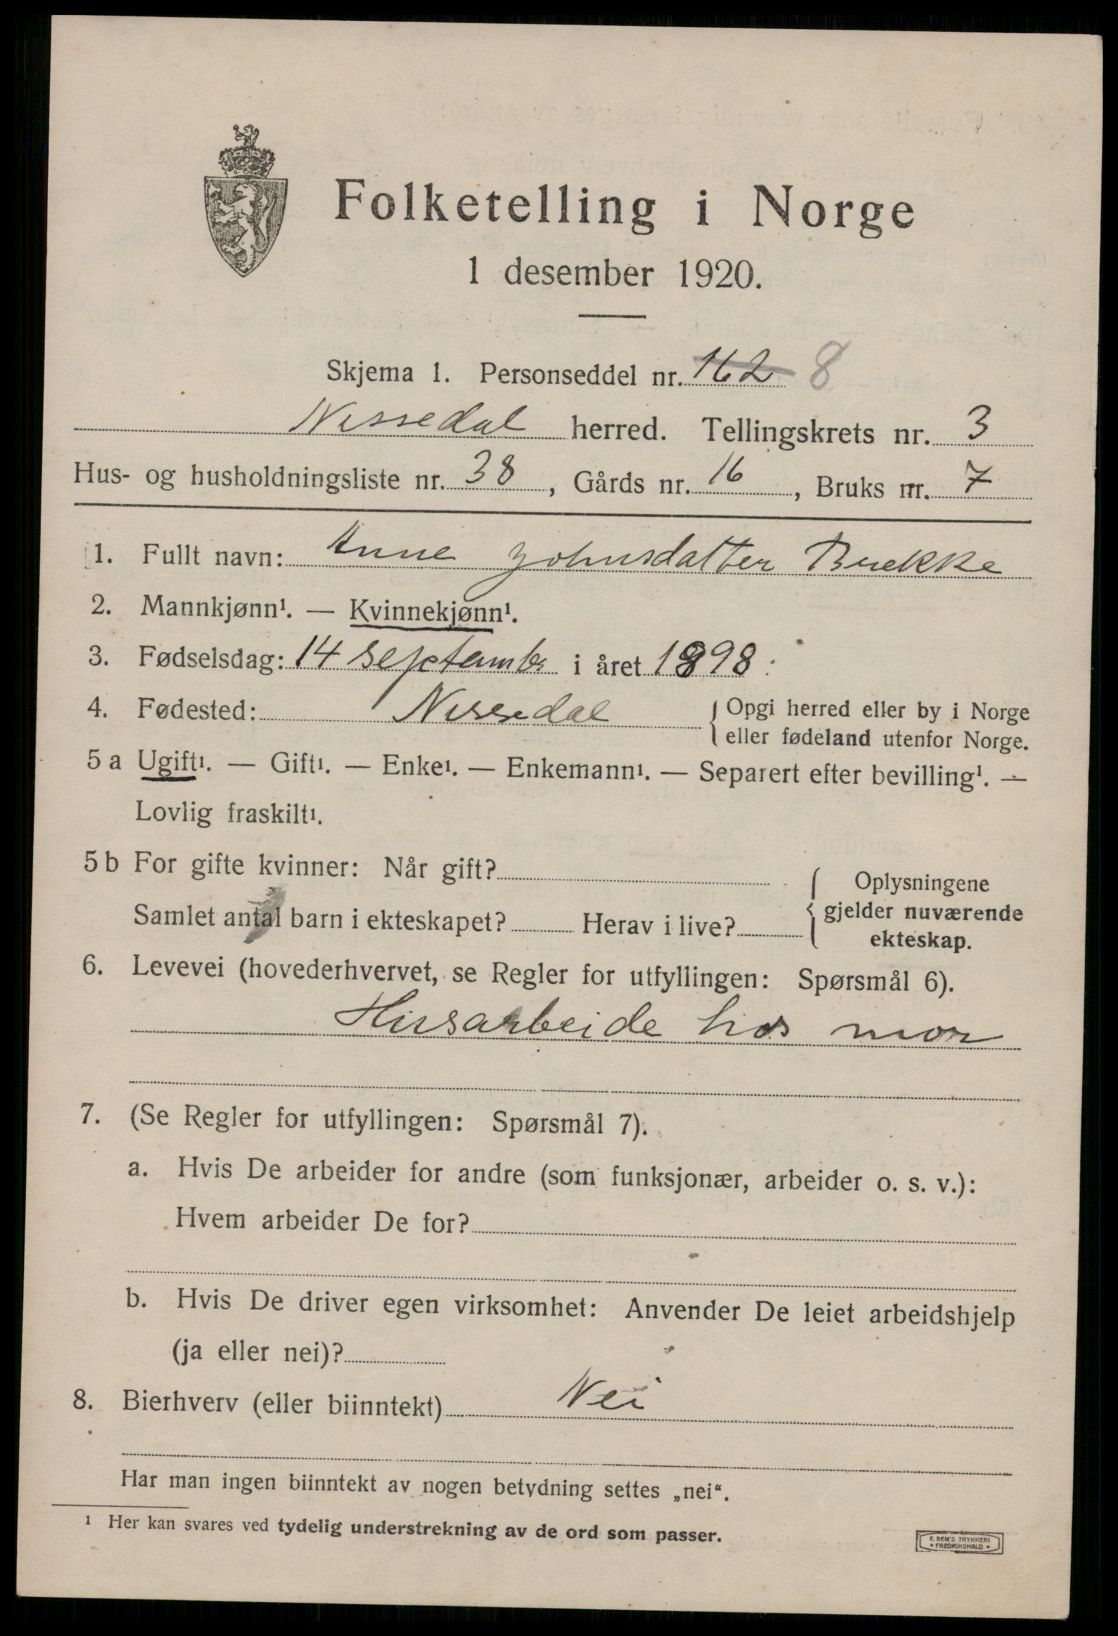 Folketelling i Norge
1 desember 1920.
Skjema 1. Personseddel nr. 162 8
Nissedal herred. Tellingskrets nr. 3
Hus- og husholdningsliste nr. 38, Gårds nr. 16, Bruks nr. 7
1. Fullt navn: Anne Johnsdatter Brekke
2. Mannkjønn¹. — Kvinnekjønn¹.
3. Fødselsdag: 14 september i året 1898.
4. Fødested: Nissedal { Opgi herred eller by i Norge
eller fødeland utenfor Norge.
5 a Ugift¹. — Gift¹. — Enke¹. — Enkemann¹. — Separert efter bevilling¹. —
Lovlig fraskilt¹.
5 b For gifte kvinner: Når gift?
Samlet antal barn i ekteskapet? Herav i live?
{ Oplysningene
gjelder nuværende
ekteskap.
6. Levevei (hovederhvervet, se Regler for utfyllingen: Spørsmål 6).
Husarbeide hos mor
7. (Se Regler for utfyllingen: Spørsmål 7).
a. Hvis De arbeider for andre (som funksjonær, arbeider o. s. v.):
Hvem arbeider De for?
b. Hvis De driver egen virksomhet: Anvender De leiet arbeidshjelp
(ja eller nei)?
8. Bierhverv (eller biinntekt) Nei
Har man ingen biinntekt av nogen betydning settes „nei“.
¹ Her kan svares ved tydelig understrekning av de ord som passer.
E. SEM'S TRYKKERI
• FREDRIKSHALD •